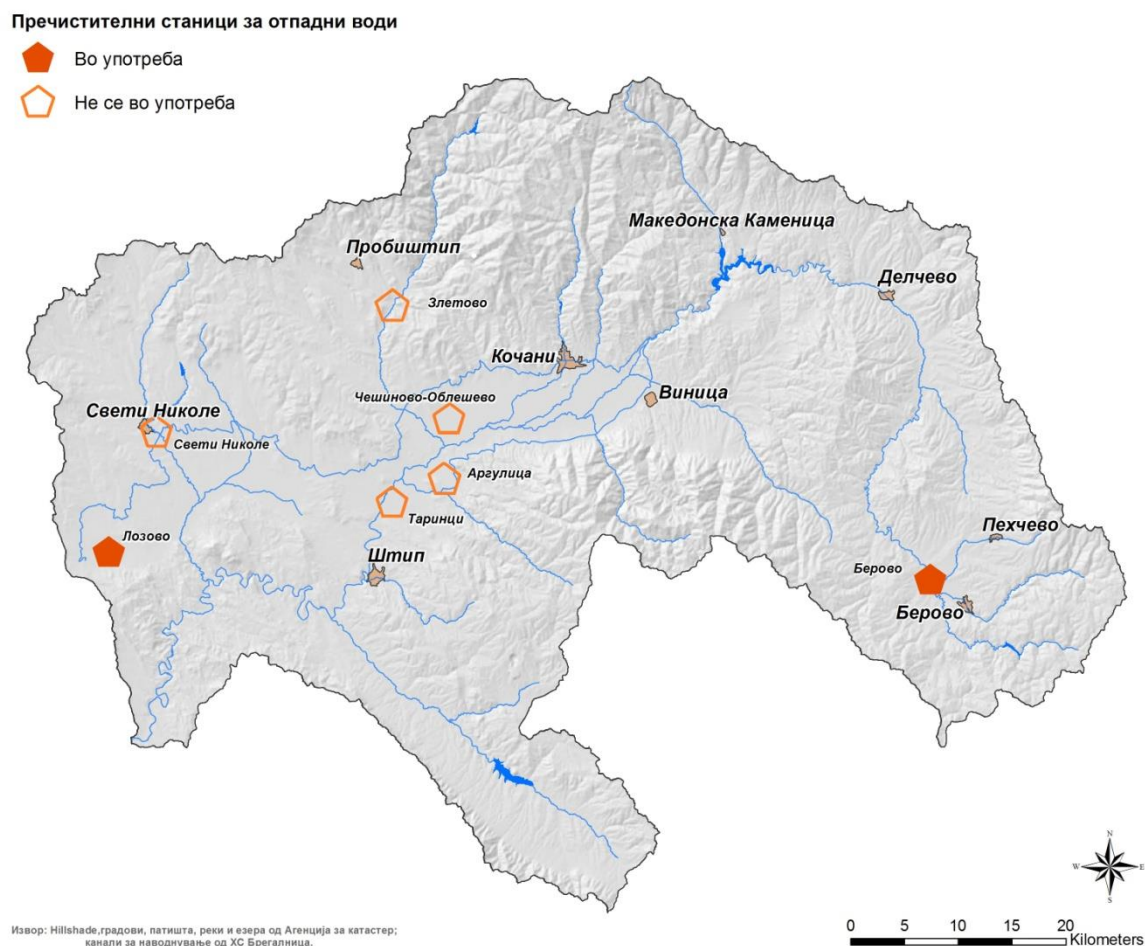 Пречистителни станици за отпадни води
Во употреба
Не се во употреба
Македонска Каменица
Пробиштип
Делчево
Злетово
Кочани
Виница
Чешиново-Облешево
Свети Николе
Свети Николе
Аргулица
Таринци
Лозово
Пехчево
Штип
Берово
Берово
N
W E
S
0 5 10 15 20
Kilometers
Извор: Hillshade,градови, патишта, реки и езера од Агенција за катастер;
канали за наводнување од ХС Брегалница.